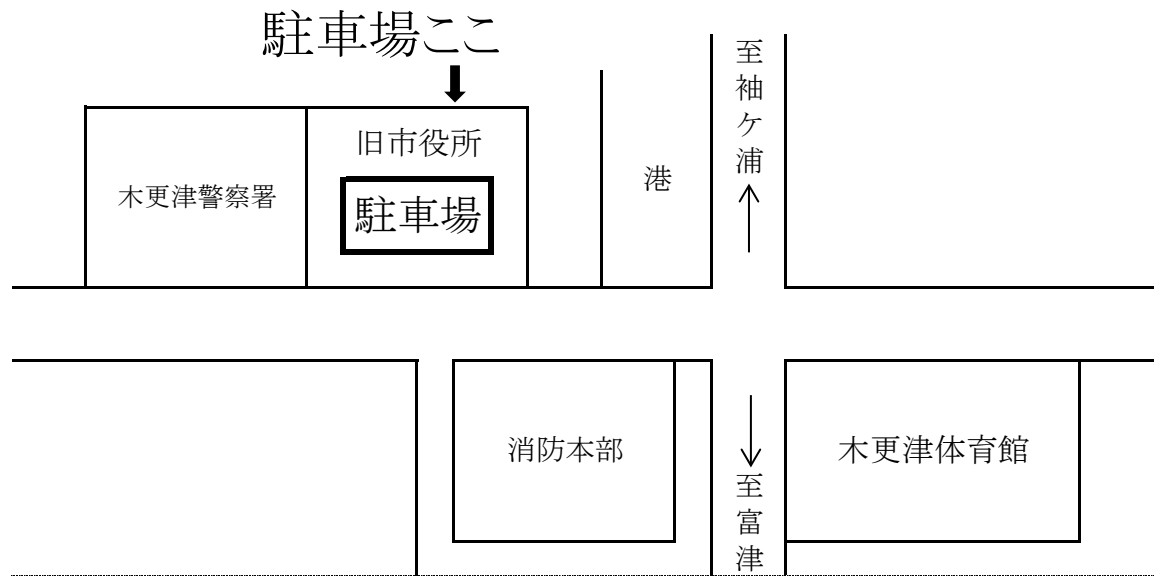 駐車場ここ
至袖ケ浦
旧市役所
港
木更津警察署
駐車場
消防本部
木更津体育館
至富津